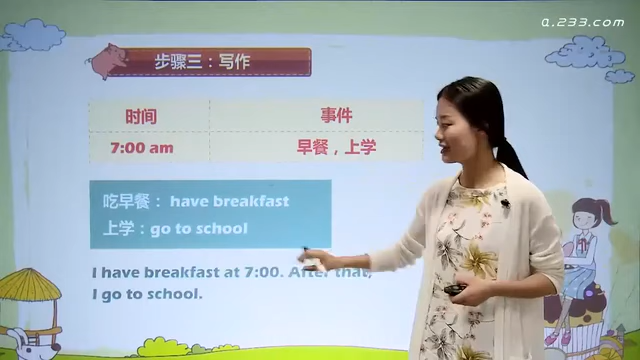 Q.233.com
步骤三：写作
时间 事件
7:00 am 早餐，上学
吃早餐： have breakfast
上学：go to school
I have breakfast at 7:00. After that,
I go to school.